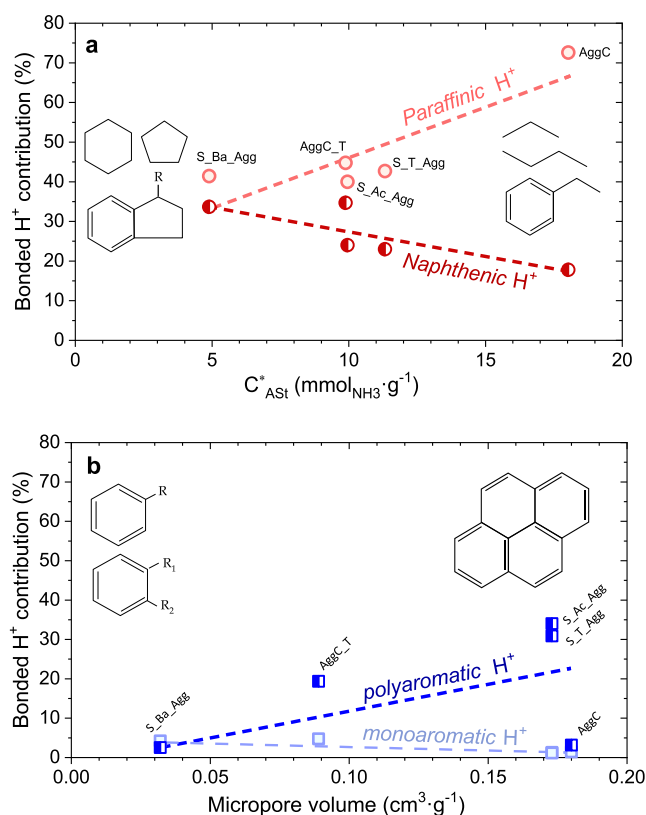 a
80
70
60
50
40
30
20
10
0
Bonded H⁺ contribution (%)
R
S_Ba_Agg
AggC_T
S_Ac_Agg
S_T_Agg
AggC
Paraffinic H⁺
Naphthenic H⁺
0
5
10
15
20
C*ASt (mmolNH3·g⁻¹)
b
80
70
60
50
40
30
20
10
0
Bonded H⁺ contribution (%)
R
R₁
R₂
S_Ba_Agg
AggC_T
S_Ac_Agg
S_T_Agg
AggC
polyaromatic H⁺
monoaromatic H⁺
0.00
0.05
0.10
0.15
0.20
Micropore volume (cm³·g⁻¹)